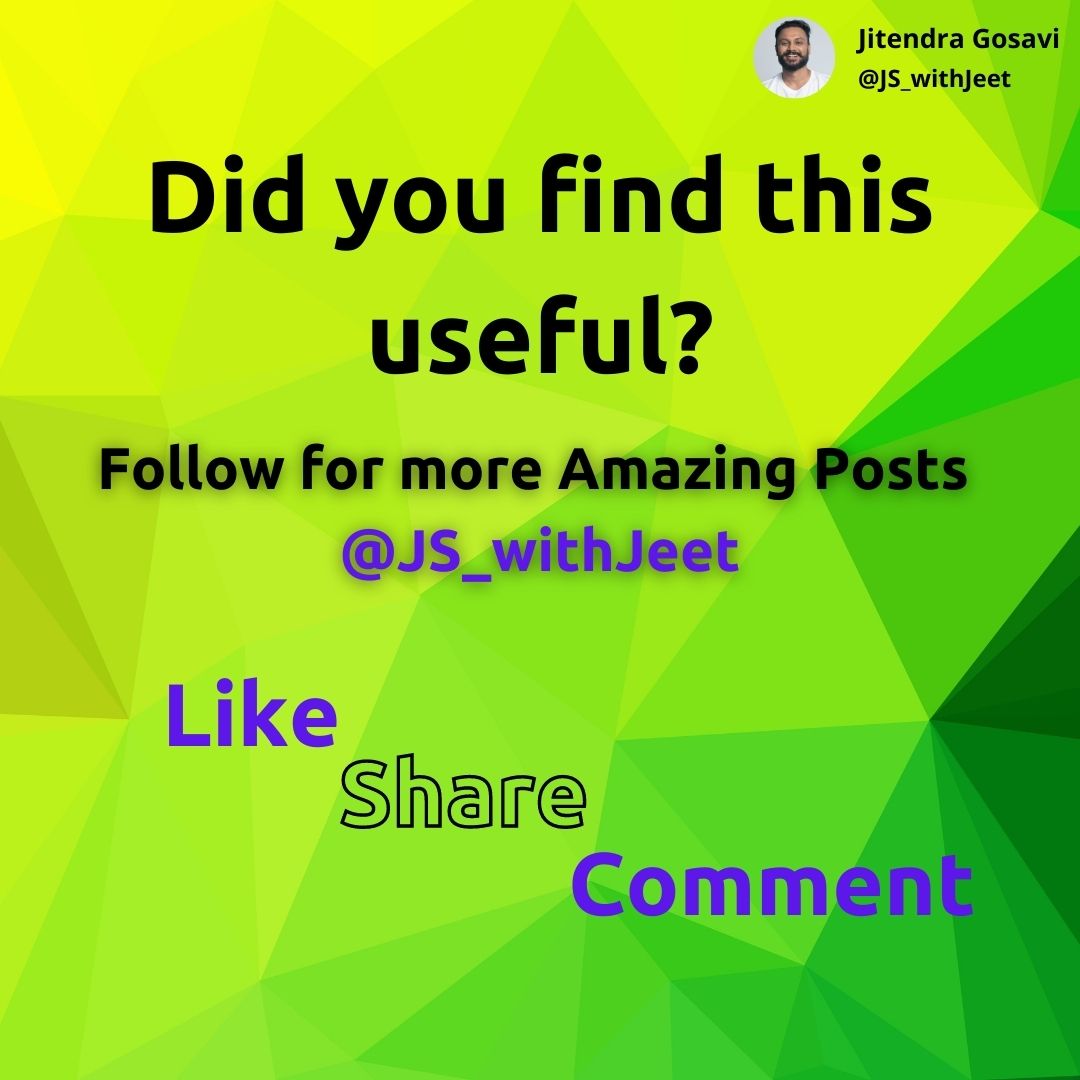 Jitendra Gosavi
@JS_withJeet
Did you find this
useful?
Follow for more Amazing Posts
@JS_withJeet
Like
Share
Comment